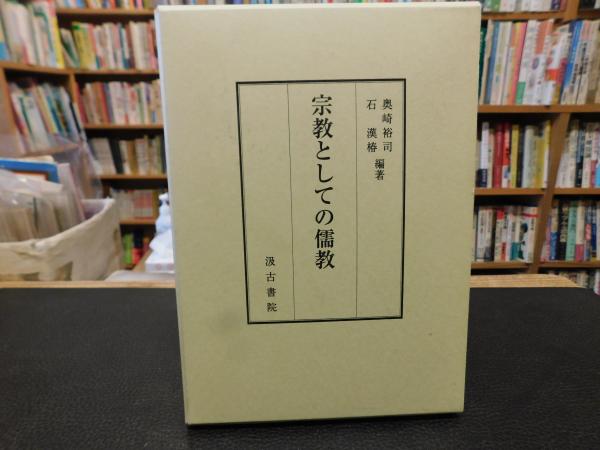 奥崎裕司
石漢椿 編著
宗教としての儒教
汲古書院